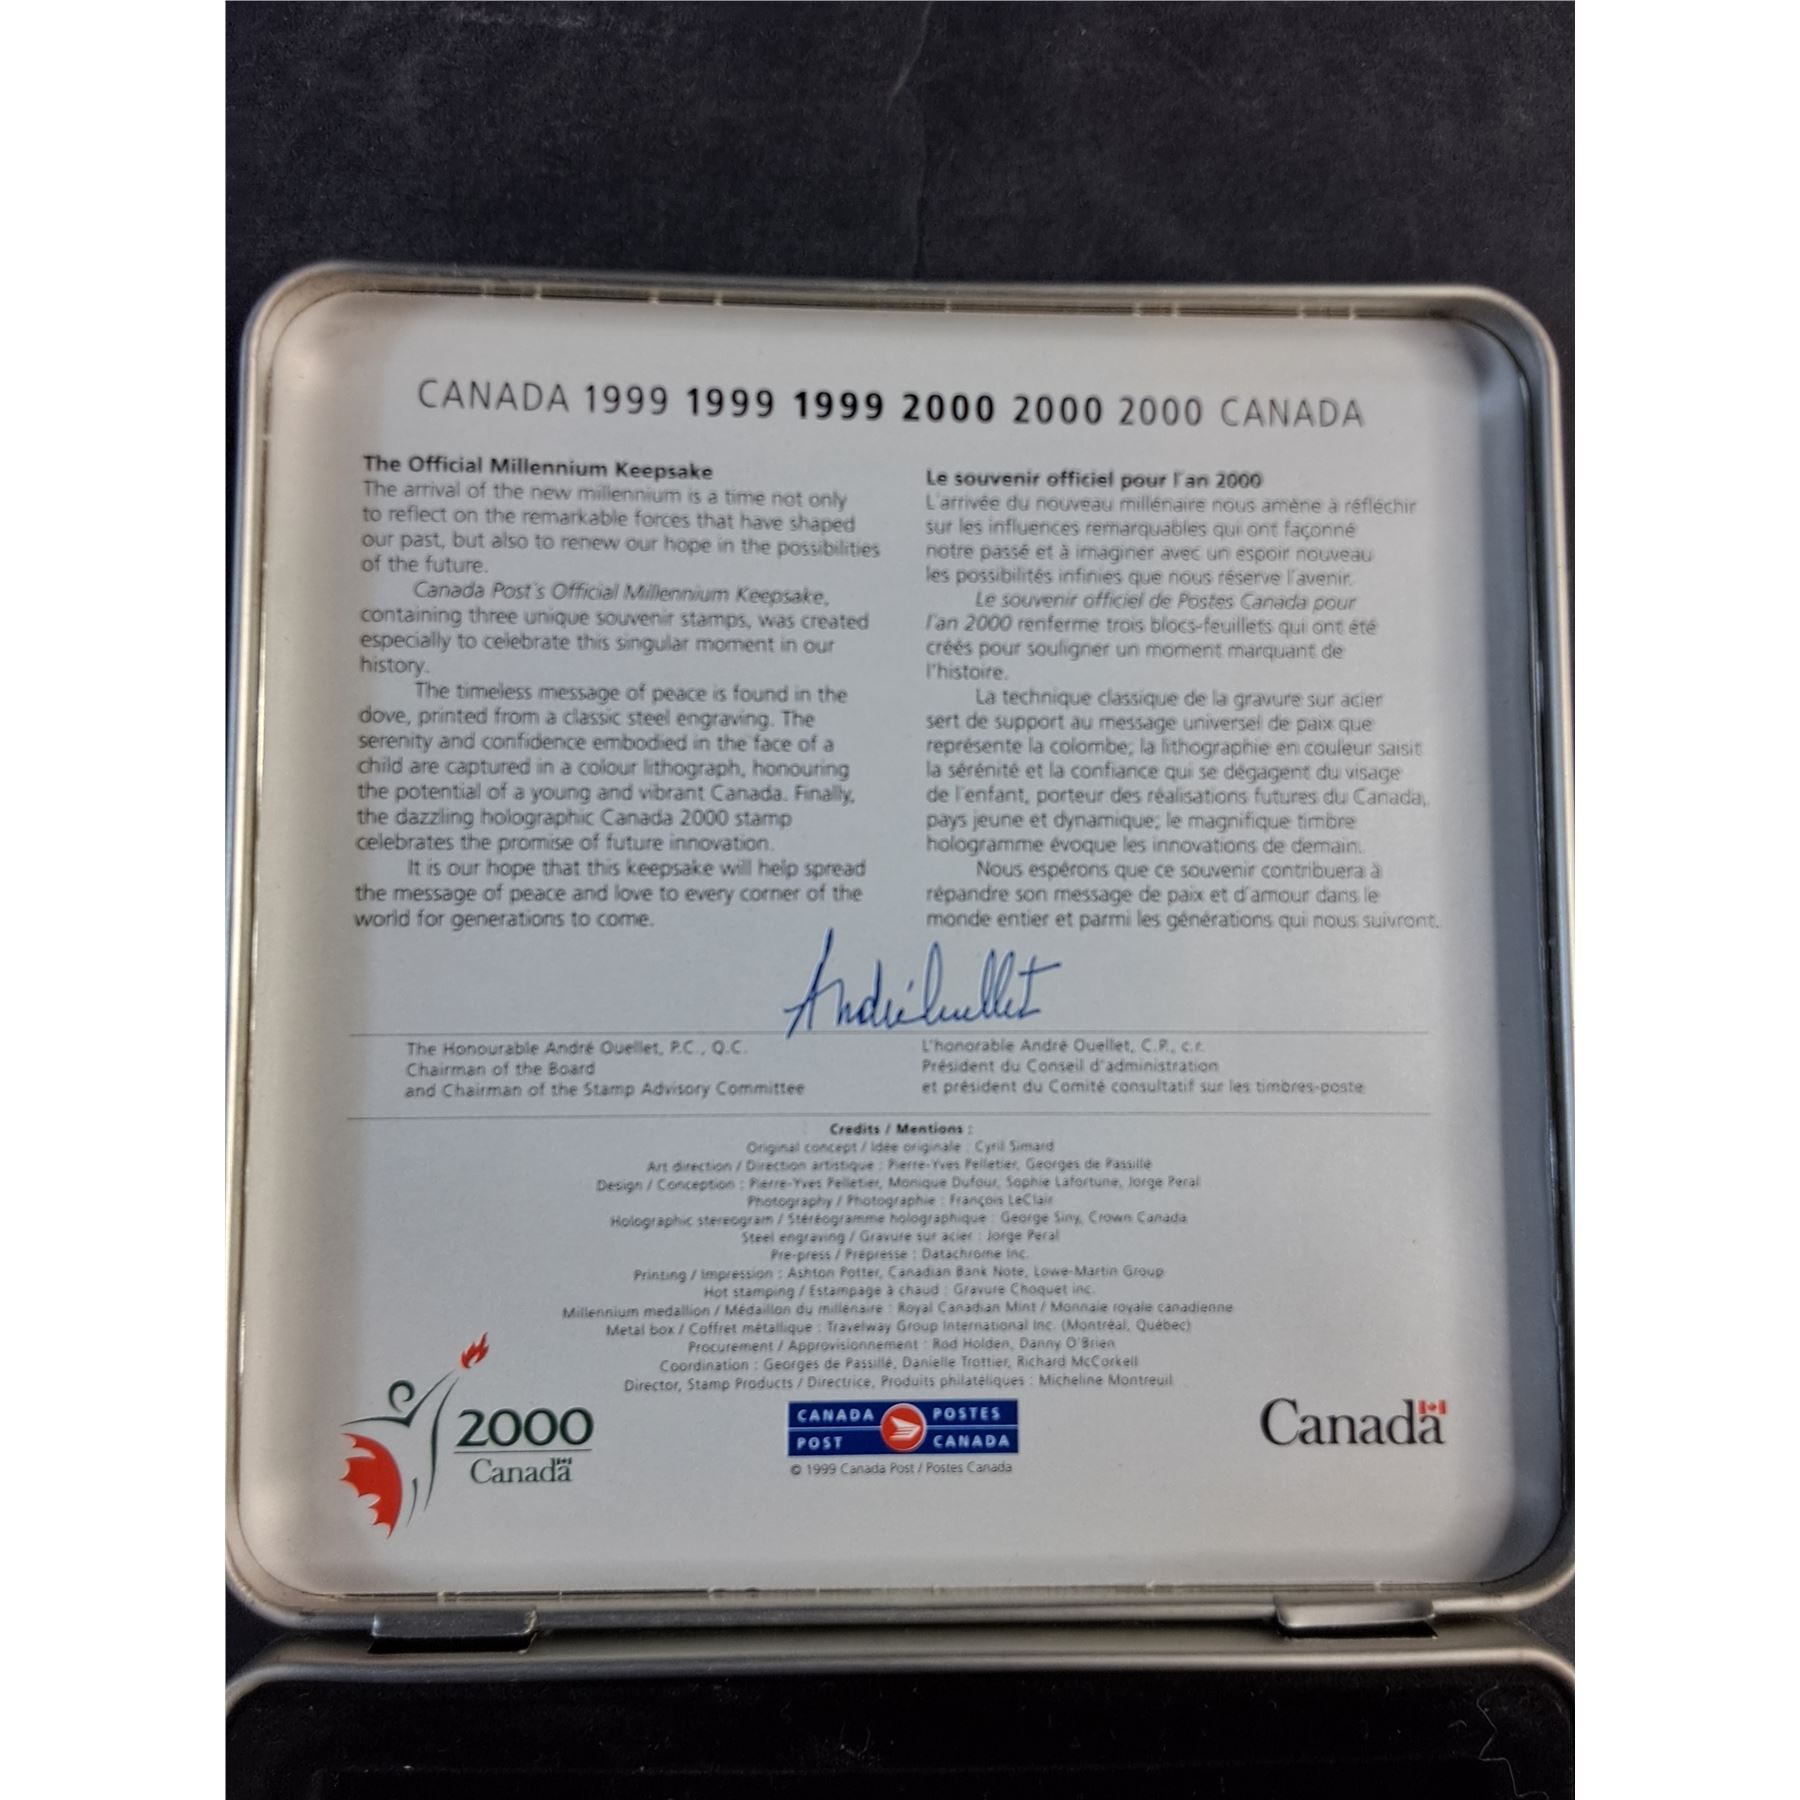 CANADA 1999 1999 1999 2000 2000 2000 CANADA
The Official Millennium Keepsake
The arrival of the new millennium is a time not only
to reflect on the remarkable forces that have shaped
our past, but also to renew our hope in the possibilities
of the future.
Canada Post's Official Millennium Keepsake,
containing three unique souvenir stamps, was created
especially to celebrate this singular moment in our
history.
The timeless message of peace is found in the
dove, printed from a classic steel engraving. The
serenity and confidence embodied in the face of a
child are captured in a colour lithograph, honouring
the potential of a young and vibrant Canada. Finally,
the dazzling holographic Canada 2000 stamp
celebrates the promise of future innovation.
It is our hope that this keepsake will help spread
the message of peace and love to every corner of the
world for generations to come.
Le souvenir officiel pour l'an 2000
L'arrivée du nouveau millénaire nous amène à réfléchir
sur les influences remarquables qui ont façonné
notre passé et à imaginer avec un espoir nouveau
les possibilités infinies que nous réserve l'avenir.
Le souvenir officiel de Postes Canada pour
l'an 2000 renferme trois blocs-feuillets qui ont été
créés pour souligner un moment marquant de
l'histoire.
La technique classique de la gravure sur acier
sert de support au message universel de paix que
représente la colombe; la lithographie en couleur saisit
la sérénité et la confiance qui se dégagent du visage
de l'enfant, porteur des réalisations futures du Canada,
pays jeune et dynamique; le magnifique timbre
hologramme évoque les innovations de demain.
Nous espérons que ce souvenir contribuera à
répandre son message de paix et d'amour dans le
monde entier et parmi les générations qui nous suivront.
André Ouellet
The Honourable André Ouellet, P.C., Q.C.
Chairman of the Board
and Chairman of the Stamp Advisory Committee
L'honorable André Ouellet, C.P., c.r.
Président du Conseil d'administration
et président du Comité consultatif sur les timbres-poste
Credits / Mentions :
Original concept / Idée originale : Cyril Simard
Art direction / Direction artistique : Pierre-Yves Pelletier, Georges de Passillé
Design / Conception : Pierre-Yves Pelletier, Monique Dufour, Sophie Lafortune, Jorge Peral
Photography / Photographie : François LeClair
Holographic stereogram / Stéréogramme holographique : George Siny, Crown Canada
Steel engraving / Gravure sur acier : Jorge Peral
Pre-press / Prépresse : Datachrome Inc.
Printing / Impression : Ashton Potter, Canadian Bank Note, Lowe-Martin Group
Hot stamping / Estampage à chaud : Gravure Choquet inc.
Millennium medallion / Médaillon du millénaire : Royal Canadian Mint / Monnaie royale canadienne
Metal box / Coffret métallique : Travelway Group International Inc. (Montréal, Québec)
Procurement / Approvisionnement : Rod Holden, Danny O'Brien
Coordination : Georges de Passillé, Danielle Trottier, Richard McCorkell
Director, Stamp Products / Directrice, Produits philatéliques : Micheline Montreuil
2000
Canada
CANADA POST
POSTES CANADA
© 1999 Canada Post / Postes Canada
Canada